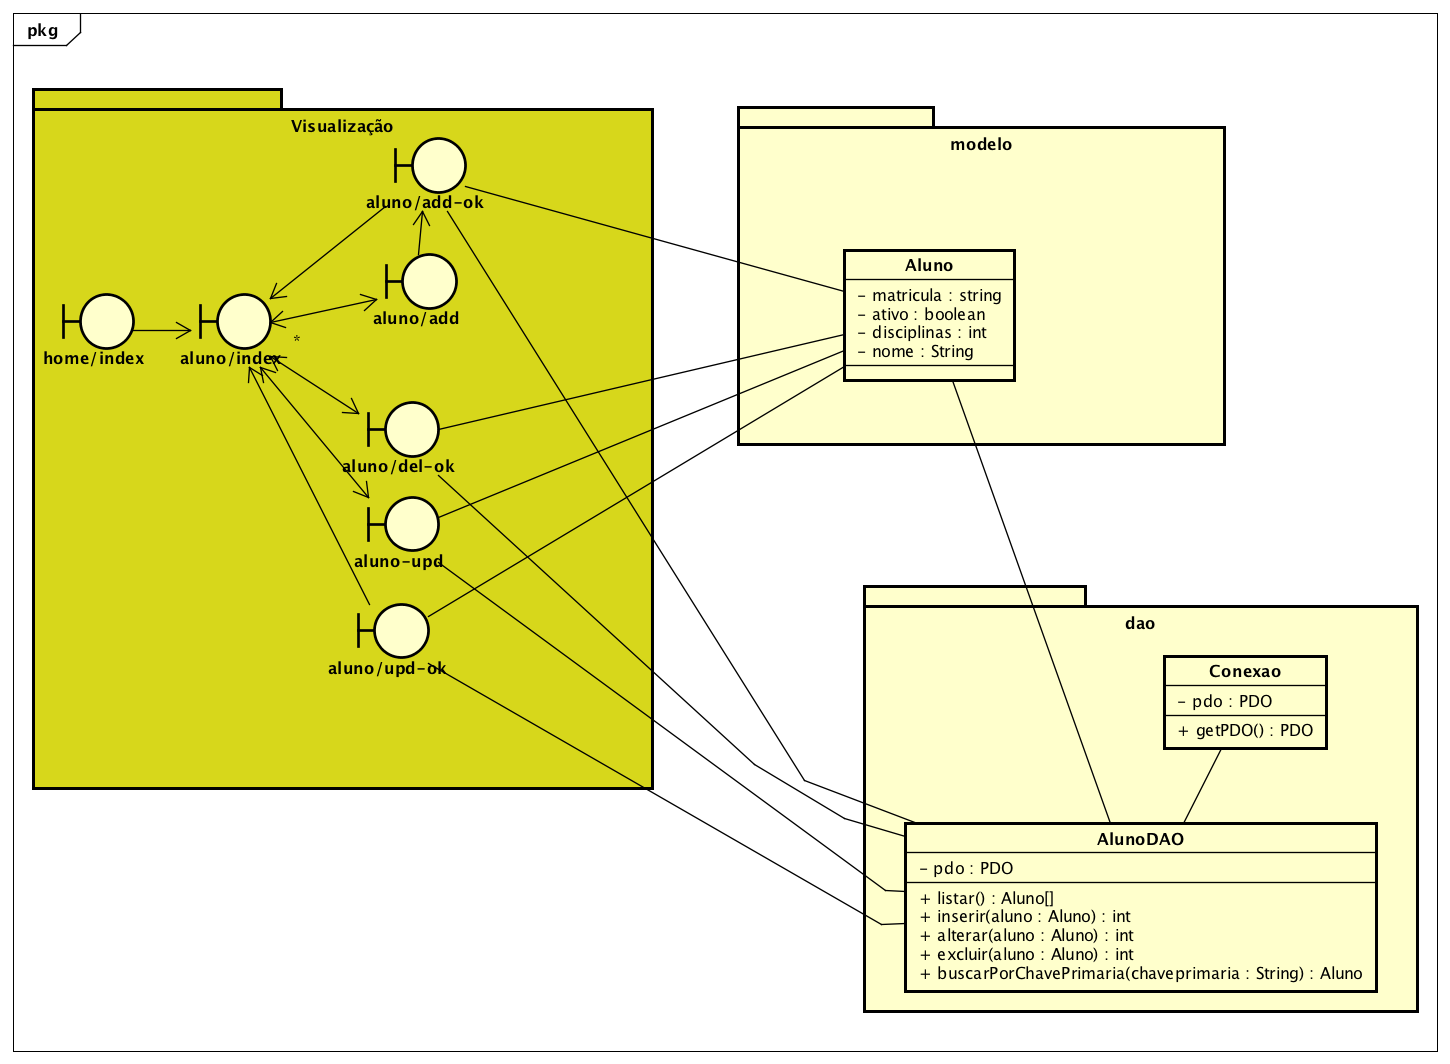 pkg
Visualização
aluno/add-ok
aluno/add
home/index
aluno/index
*
aluno/del-ok
aluno-upd
aluno/upd-ok
modelo
Aluno
- matricula : string
- ativo : boolean
- disciplinas : int
- nome : String
dao
Conexao
- pdo : PDO
+ getPDO() : PDO
AlunoDAO
- pdo : PDO
+ listar() : Aluno[]
+ inserir(aluno : Aluno) : int
+ alterar(aluno : Aluno) : int
+ excluir(aluno : Aluno) : int
+ buscarPorChavePrimaria(chaveprimaria : String) : Aluno